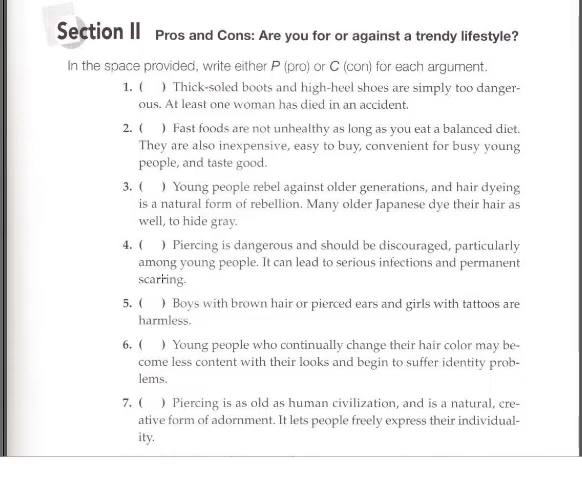 Section II Pros and Cons: Are you for or against a trendy lifestyle?
In the space provided, write either P (pro) or C (con) for each argument.
1. (    ) Thick-soled boots and high-heel shoes are simply too danger-
ous. At least one woman has died in an accident.
2. (    ) Fast foods are not unhealthy as long as you eat a balanced diet.
They are also inexpensive, easy to buy, convenient for busy young
people, and taste good.
3. (    ) Young people rebel against older generations, and hair dyeing
is a natural form of rebellion. Many older Japanese dye their hair as
well, to hide gray.
4. (    ) Piercing is dangerous and should be discouraged, particularly
among young people. It can lead to serious infections and permanent
scarring.
5. (    ) Boys with brown hair or pierced ears and girls with tattoos are
harmless.
6. (    ) Young people who continually change their hair color may be-
come less content with their looks and begin to suffer identity prob-
lems.
7. (    ) Piercing is as old as human civilization, and is a natural, cre-
ative form of adornment. It lets people freely express their individual-
ity.